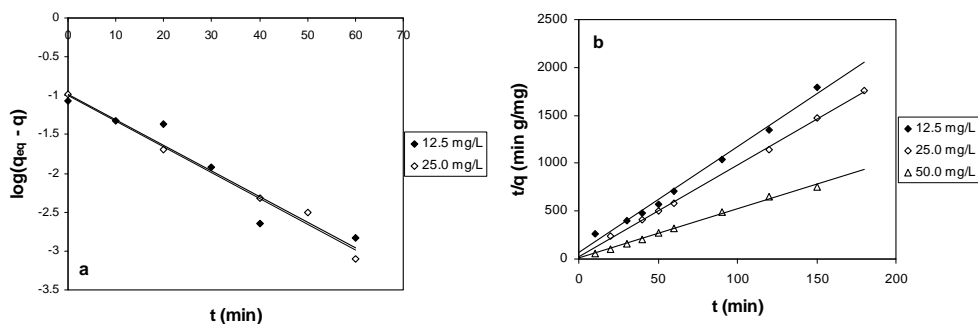 0
0 10 20 30 40 50 60 70
-0.5
-1
-1.5
-2
-2.5
-3
-3.5
log(qeq - q)
12.5 mg/L
25.0 mg/L
a
t (min)
2500
2000
1500
1000
500
0
b
t/q (min g/mg)
12.5 mg/L
25.0 mg/L
50.0 mg/L
0 50 100 150 200
t (min)